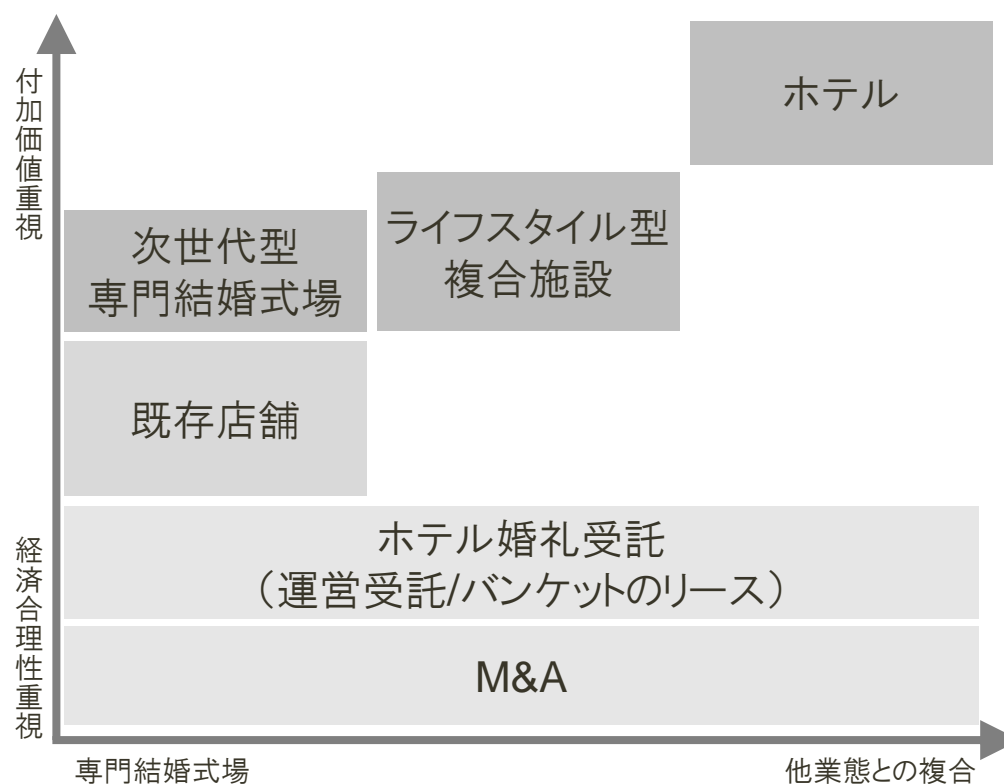 付加価値重視
ホテル
ライフスタイル型
複合施設
次世代型
専門結婚式場
既存店舗
ホテル婚礼受託
（運営受託/バンケットのリース）
経済合理性重視
M&A
専門結婚式場
他業態との複合